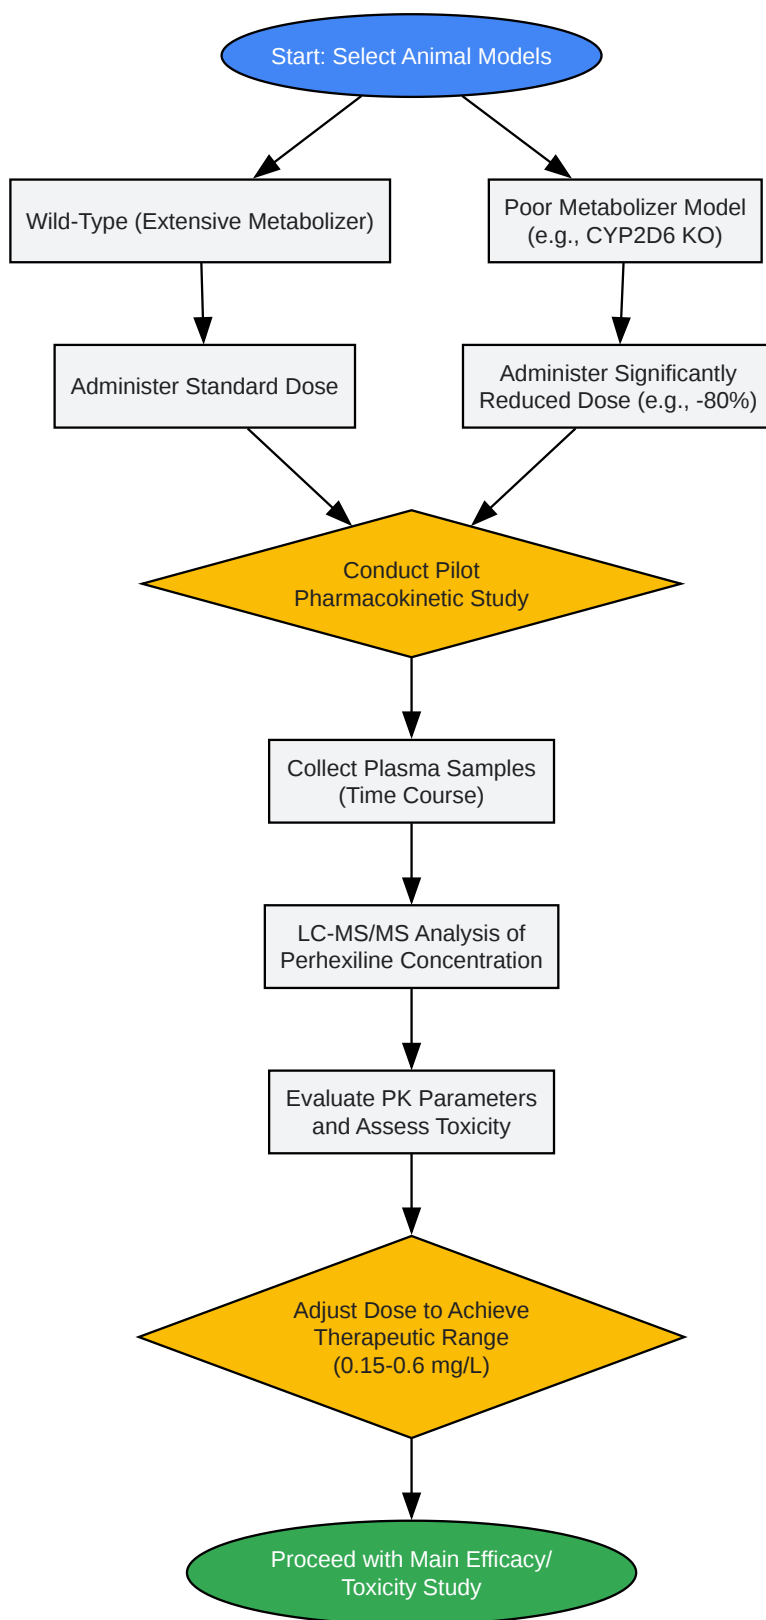 Start: Select Animal Models
Wild-Type (Extensive Metabolizer)
Poor Metabolizer Model
(e.g., CYP2D6 KO)
Administer Standard Dose
Administer Significantly
Reduced Dose (e.g., -80%)
Conduct Pilot
Pharmacokinetic Study
Collect Plasma Samples
(Time Course)
LC-MS/MS Analysis of
Perhexiline Concentration
Evaluate PK Parameters
and Assess Toxicity
Adjust Dose to Achieve
Therapeutic Range
(0.15-0.6 mg/L)
Proceed with Main Efficacy/
Toxicity Study